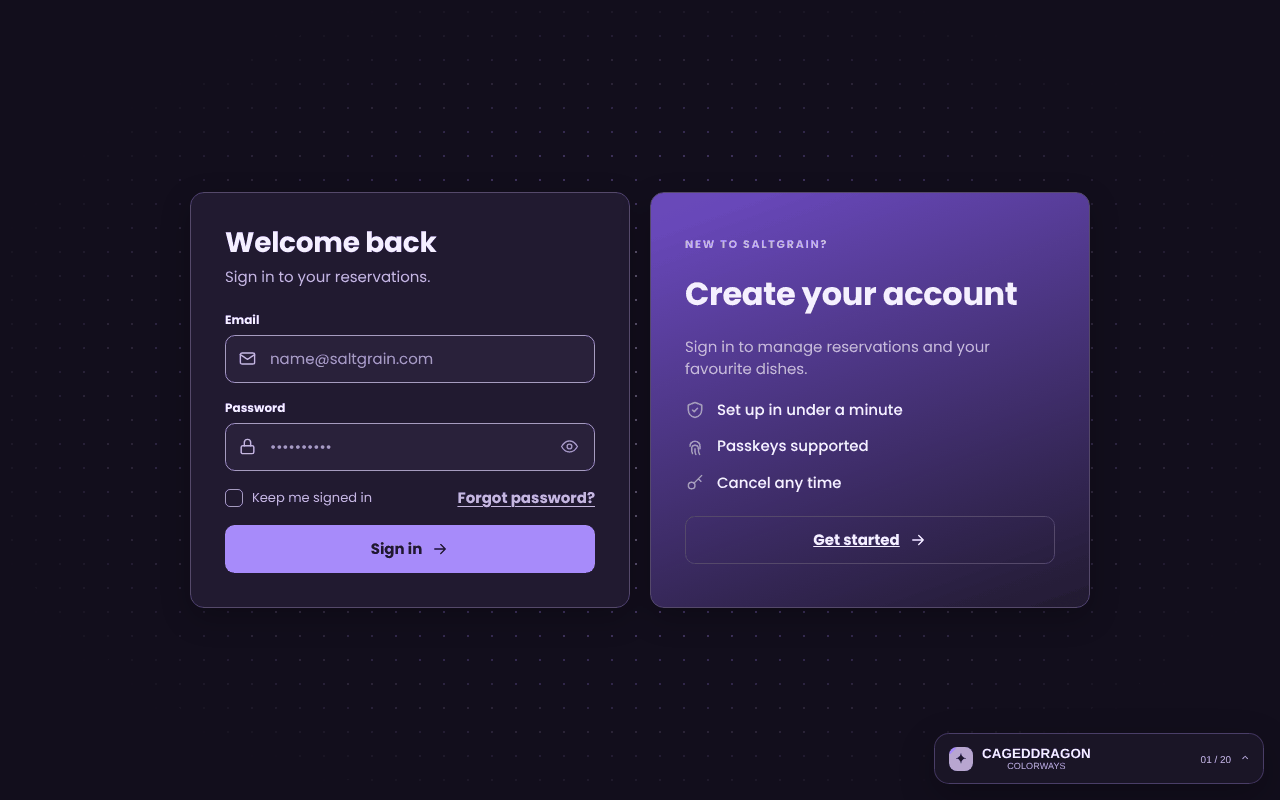 Welcome back
Sign in to your reservations.
Email
name@saltgrain.com
Password
••••••••••
Keep me signed in
Forgot password?
Sign in
NEW TO SALTGRAIN?
Create your account
Sign in to manage reservations and your
favourite dishes.
Set up in under a minute
Passkeys supported
Cancel any time
Get started
CAGEDDRAGON
COLORWAYS
01 / 20